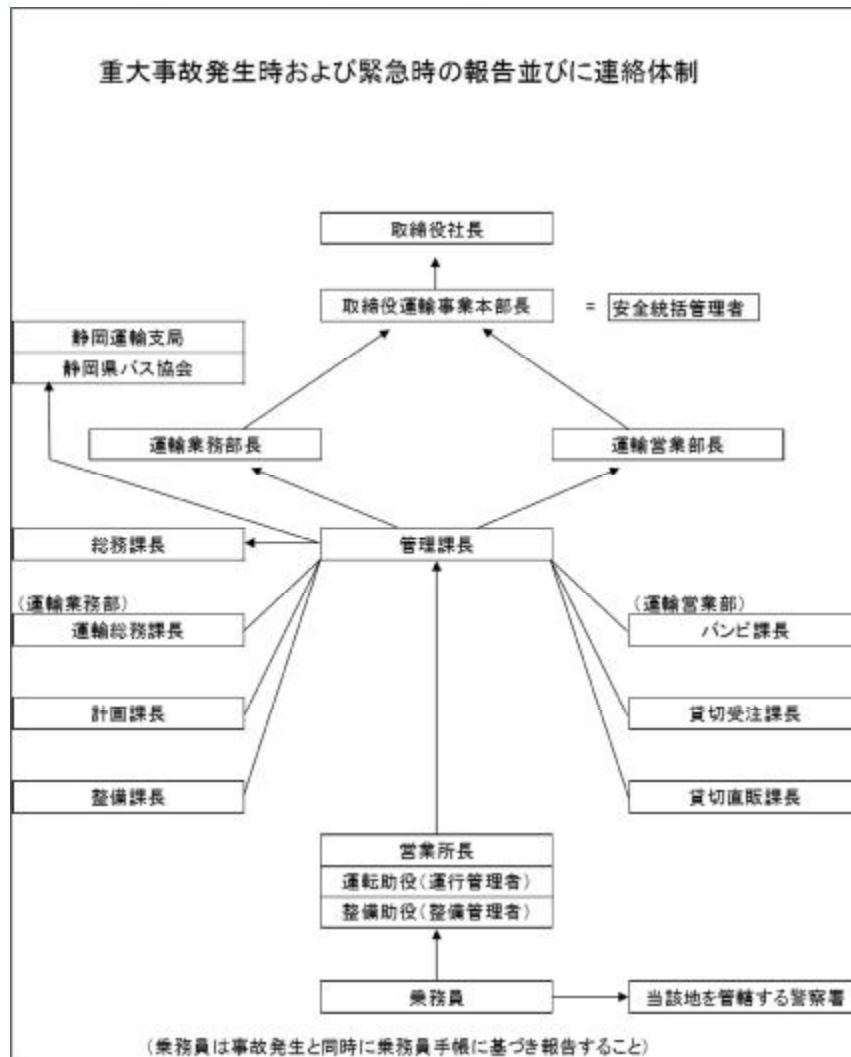 重大事故発生時および緊急時の報告並びに連絡体制
取締役社長
取締役運輸事業本部長
= 安全統括管理者
静岡運輸支局
静岡県バス協会
運輸業務部長
運輸営業部長
総務課長
管理課長
(運輸業務部)
(運輸営業部)
運輸総務課長
バンビ課長
計画課長
貸切受注課長
整備課長
貸切直販課長
営業所長
運転助役(運行管理者)
整備助役(整備管理者)
乗務員
当該地を管轄する警察署
(乗務員は事故発生と同時に乗務員手帳に基づき報告すること)